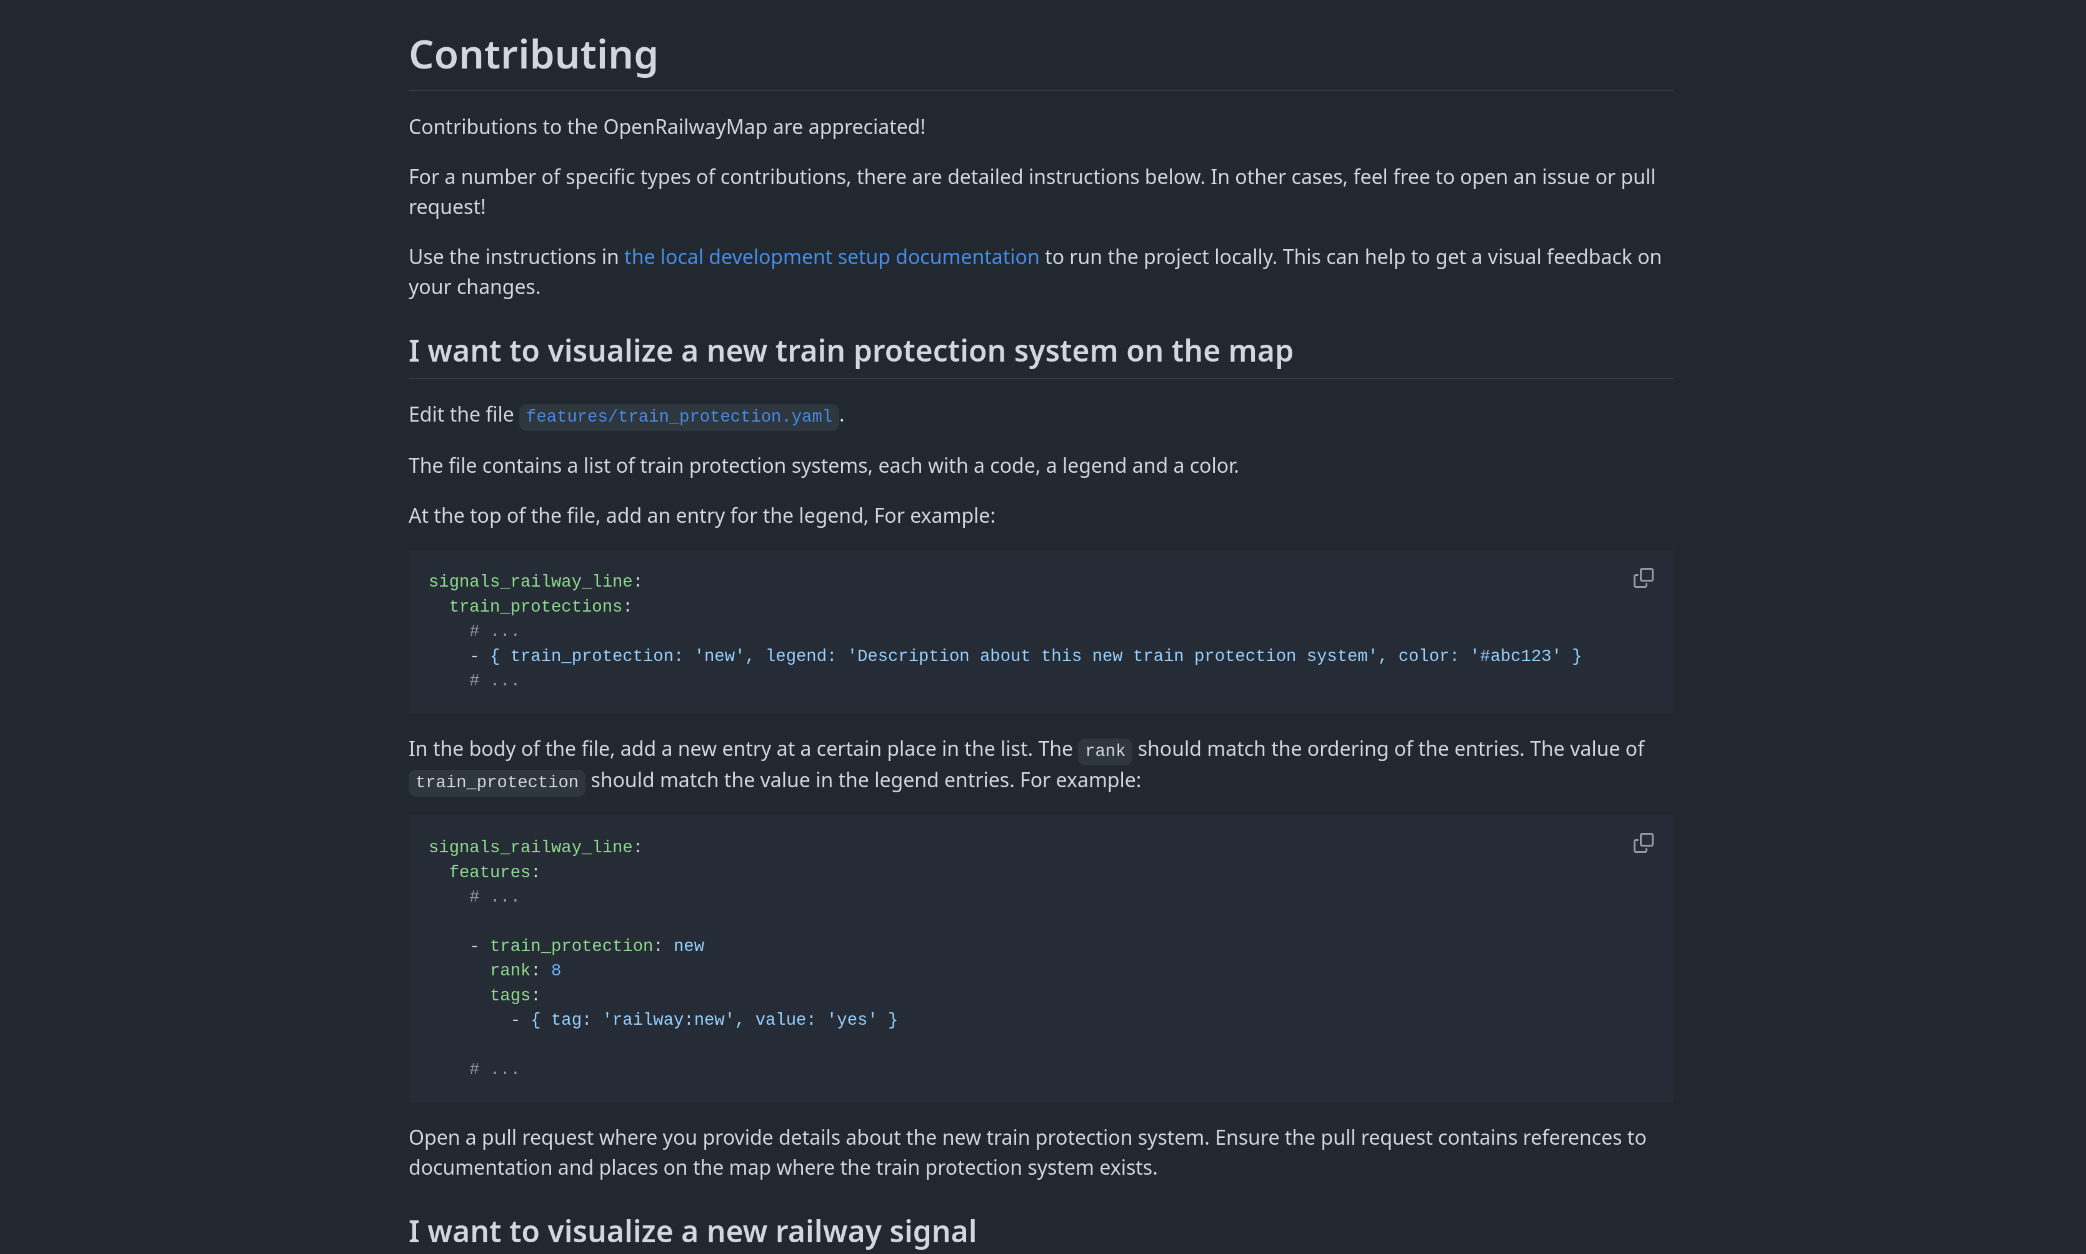 Contributing
Contributions to the OpenRailwayMap are appreciated!
For a number of specific types of contributions, there are detailed instructions below. In other cases, feel free to open an issue or pull
request!
Use the instructions in the local development setup documentation to run the project locally. This can help to get a visual feedback on
your changes.
I want to visualize a new train protection system on the map
Edit the file features/train_protection.yaml.
The file contains a list of train protection systems, each with a code, a legend and a color.
At the top of the file, add an entry for the legend, For example:
signals_railway_line:
  train_protections:
    # ...
    - { train_protection: 'new', legend: 'Description about this new train protection system', color: '#abc123' }
    # ...
In the body of the file, add a new entry at a certain place in the list. The rank should match the ordering of the entries. The value of
train_protection should match the value in the legend entries. For example:
signals_railway_line:
  features:
    # ...
    - train_protection: new
      rank: 8
      tags:
        - { tag: 'railway:new', value: 'yes' }
    # ...
Open a pull request where you provide details about the new train protection system. Ensure the pull request contains references to
documentation and places on the map where the train protection system exists.
I want to visualize a new railway signal